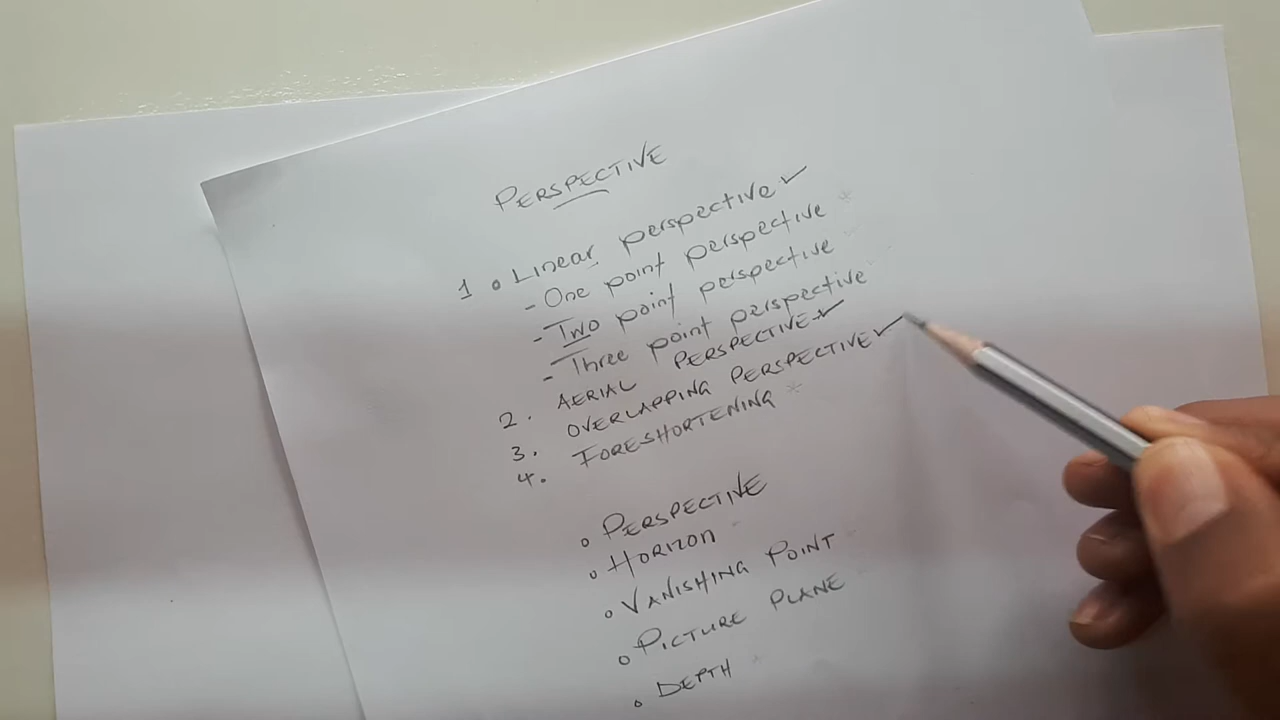 PERSPECTIVE
1 • Linear perspective ✓
- One point perspective
- Two point perspective
- Three point perspective
2. AERIAL PERSPECTIVE ✓
3. OVERLAPPING PERSPECTIVE ✓
4. FORESHORTENING
• PERSPECTIVE
• HORIZON
• VANISHING POINT
• PICTURE PLANE
• DEPTH